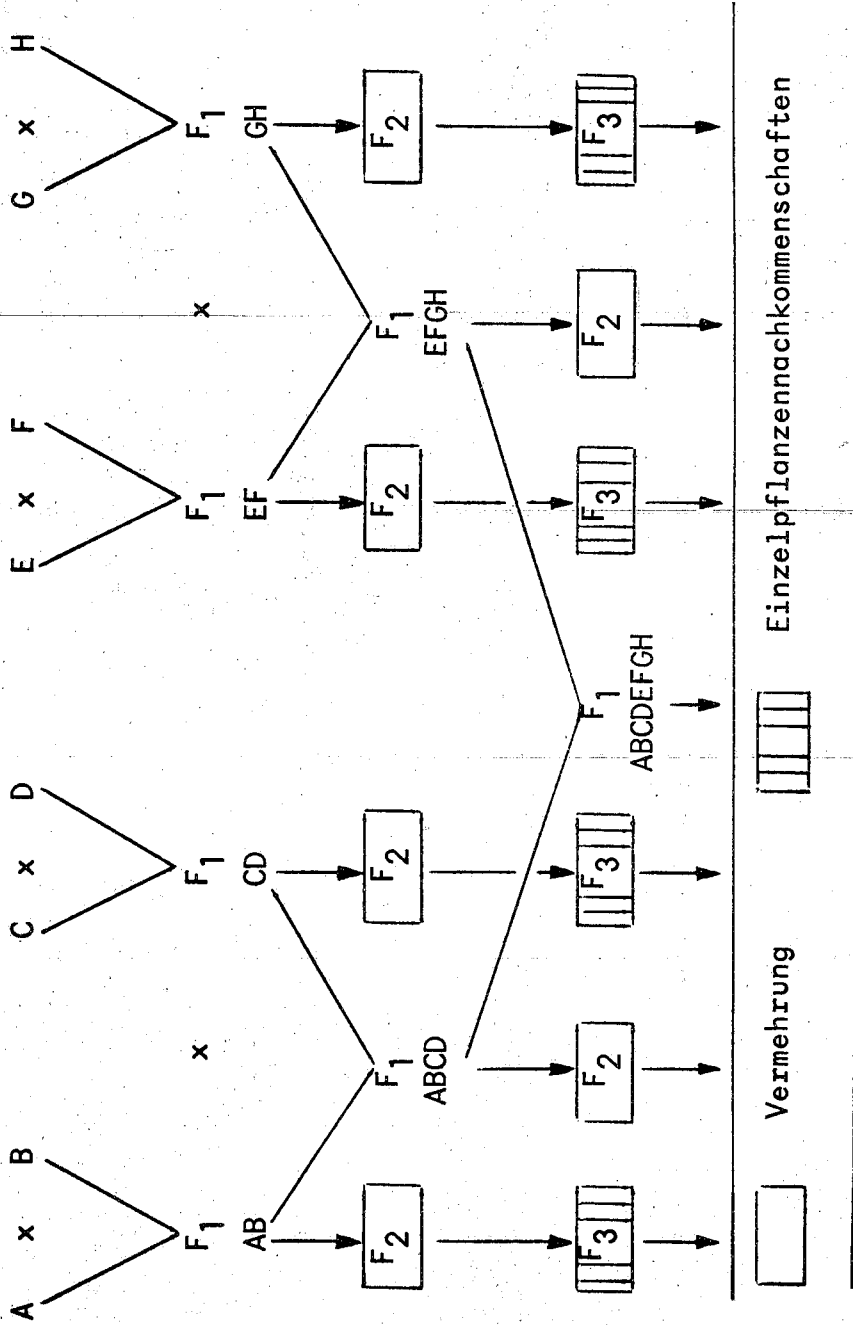 A x B C x D E x F G x H
F1 x F1 F1 x F1
AB CD EF GH
F2 F1 F2 F2 F1 F2
ABCD EFGH
F3 F2 F3 F1 F3 F2 F3
ABCDEFGH
Vermehrung Einzelpflanzennachkommenschaften